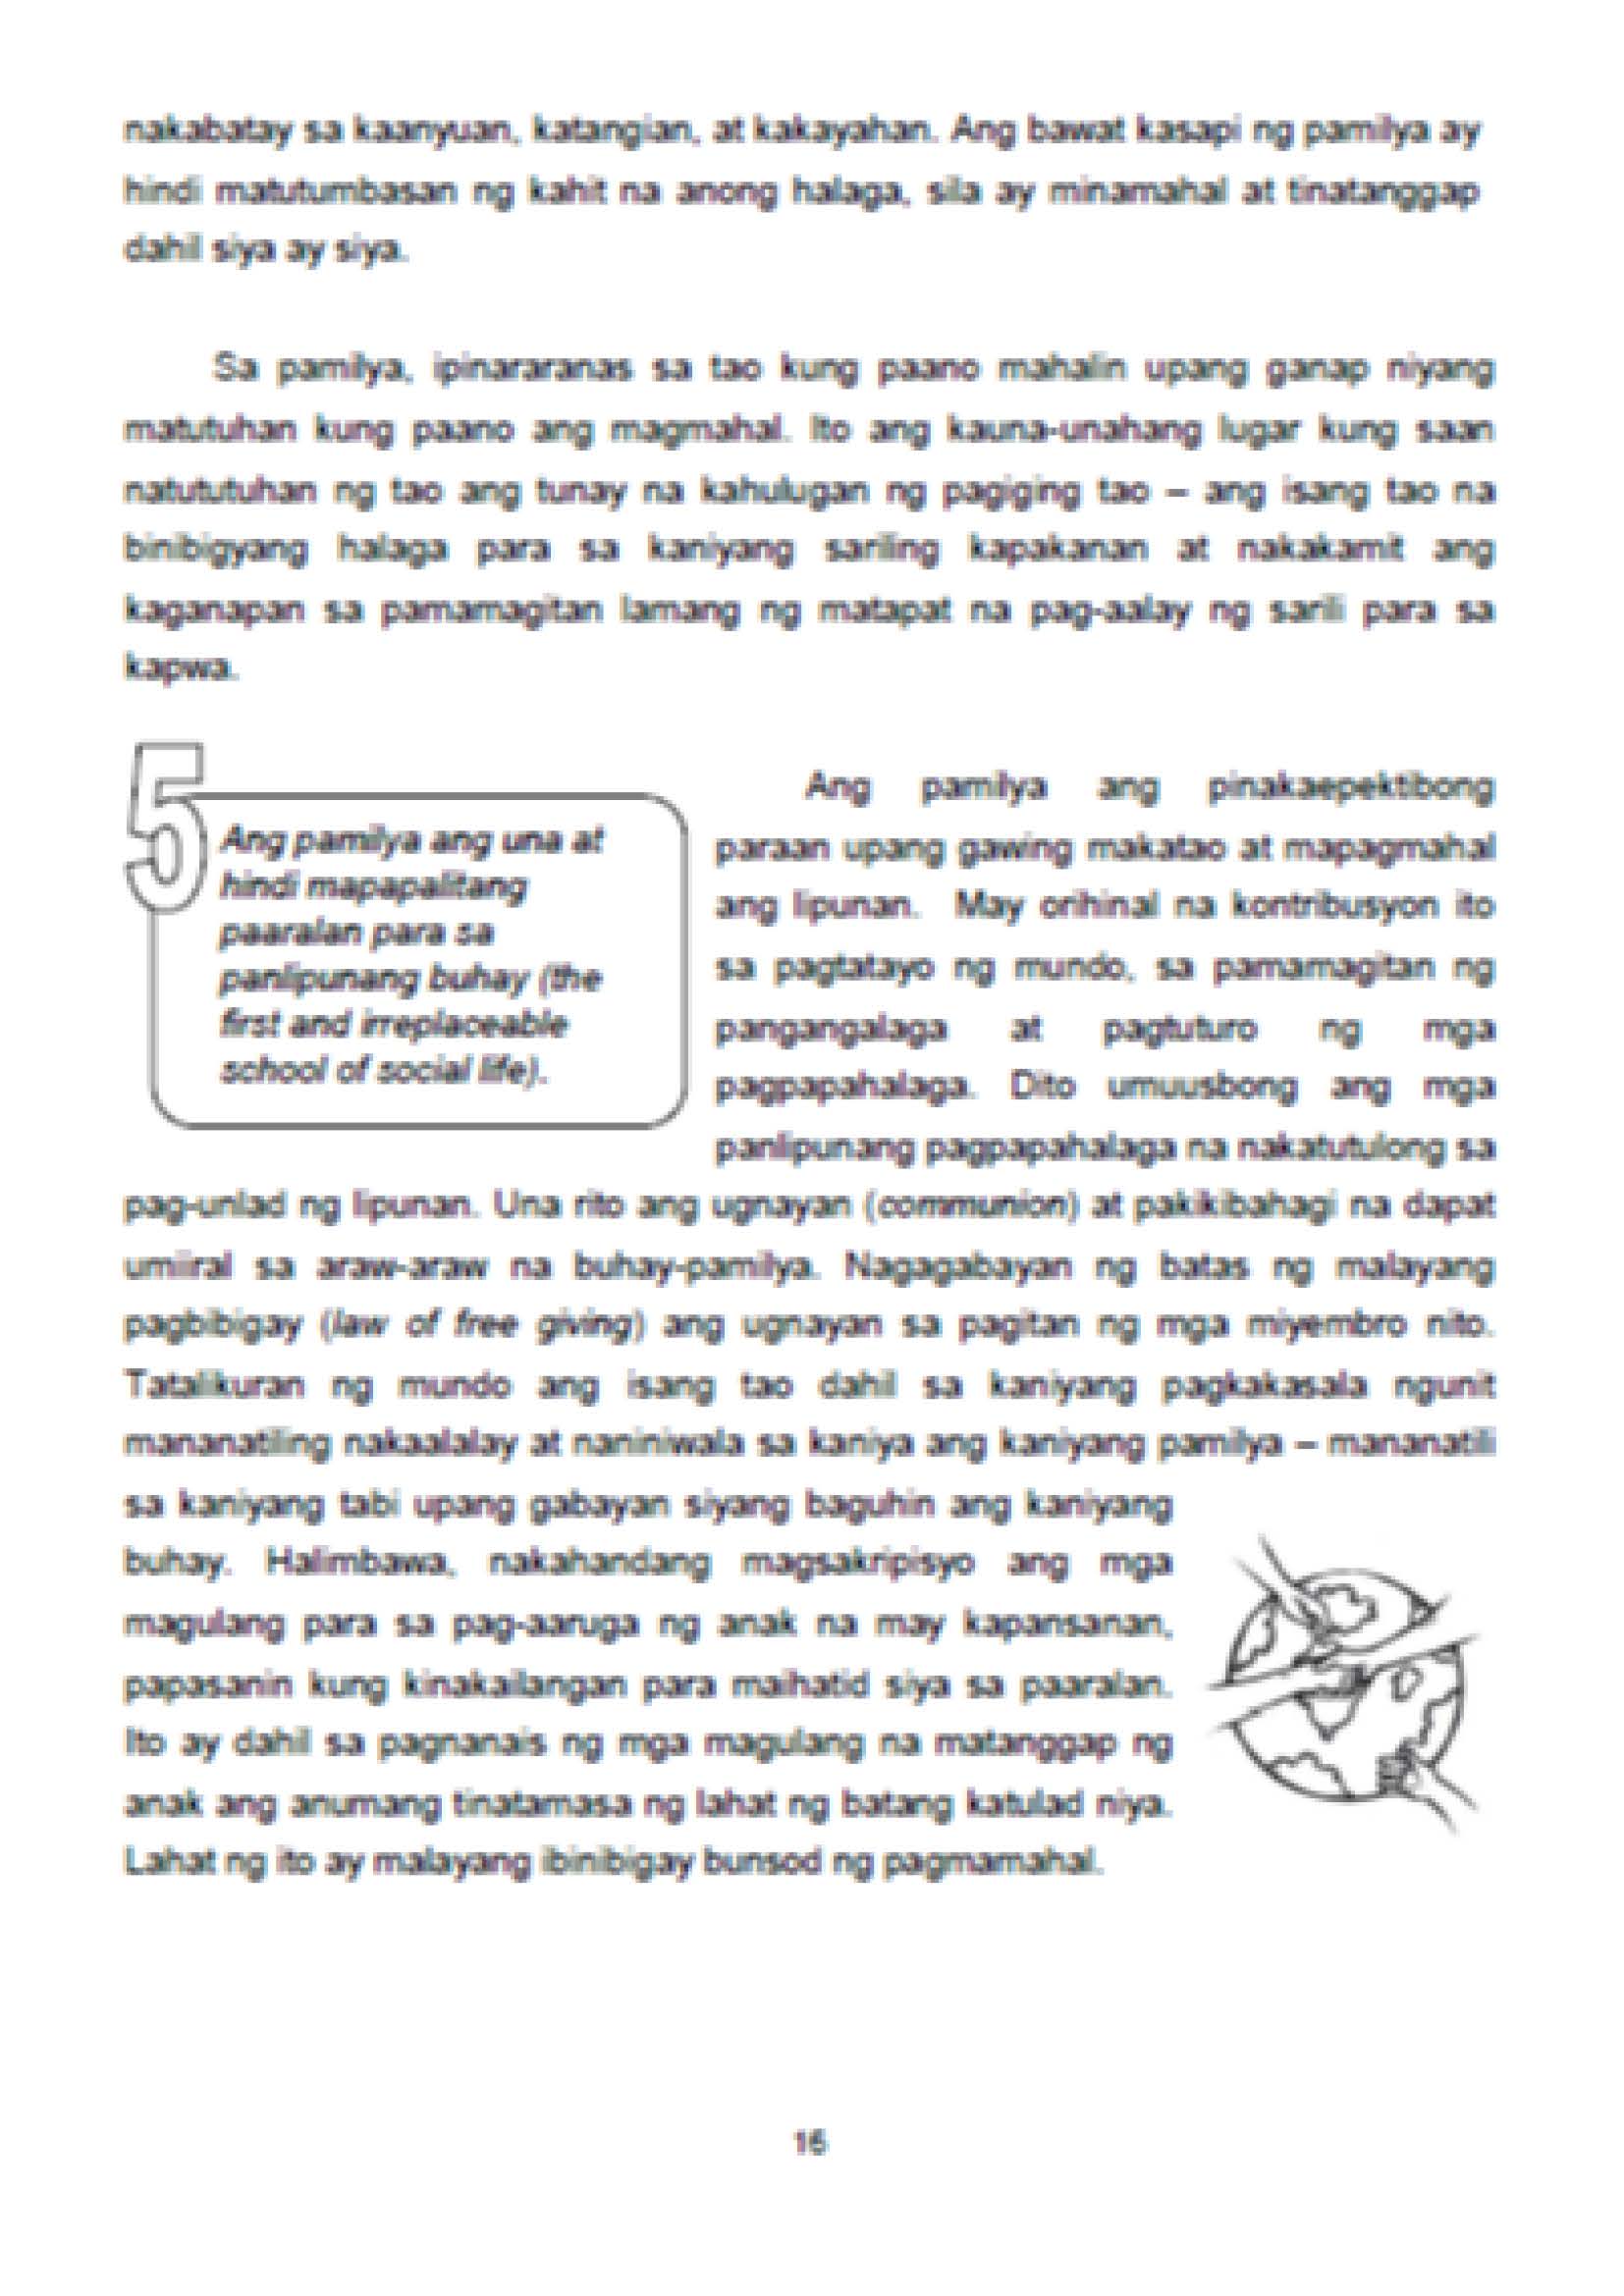 nakabatay sa kaanyuan, katangian, at kakayahan. Ang bawat kasapi ng pamilya ay
hindi matutumbasan ng kahit na anong halaga, sila ay minamahal at tinatanggap
dahil siya ay siya.
Sa pamilya, ipinararanas sa tao kung paano mahalin upang ganap niyang
matutuhan kung paano ang magmahal. Ito ang kauna-unahang lugar kung saan
natututuhan ng tao ang tunay na kahulugan ng pagiging tao – ang isang tao na
binibigyang halaga para sa kaniyang sariling kapakanan at nakakamit ang
kaganapan sa pamamagitan lamang ng matapat na pag-aalay ng sarili para sa
kapwa.
5
Ang pamilya ang una at
hindi mapapalitang
paaralan para sa
panlipunang buhay (the
first and irreplaceable
school of social life).
Ang pamilya ang pinakaepektibong
paraan upang gawing makatao at mapagmahal
ang lipunan. May orihinal na kontribusyon ito
sa pagtatayo ng mundo, sa pamamagitan ng
pangangalaga at pagtuturo ng mga
pagpapahalaga. Dito umuusbong ang mga
panlipunang pagpapahalaga na nakatutulong sa
pag-unlad ng lipunan. Una rito ang ugnayan (communion) at pakikibahagi na dapat
umiiral sa araw-araw na buhay-pamilya. Nagagabayan ng batas ng malayang
pagbibigay (law of free giving) ang ugnayan sa pagitan ng mga miyembro nito.
Tatalikuran ng mundo ang isang tao dahil sa kaniyang pagkakasala ngunit
mananatiling nakaalalay at naniniwala sa kaniya ang kaniyang pamilya – mananatili
sa kaniyang tabi upang gabayan siyang baguhin ang kaniyang
buhay. Halimbawa, nakahandang magsakripisyo ang mga
magulang para sa pag-aaruga ng anak na may kapansanan,
papasanin kung kinakailangan para maihatid siya sa paaralan.
Ito ay dahil sa pagnanais ng mga magulang na matanggap ng
anak ang anumang tinatamasa ng lahat ng batang katulad niya.
Lahat ng ito ay malayang ibinibigay bunsod ng pagmamahal.